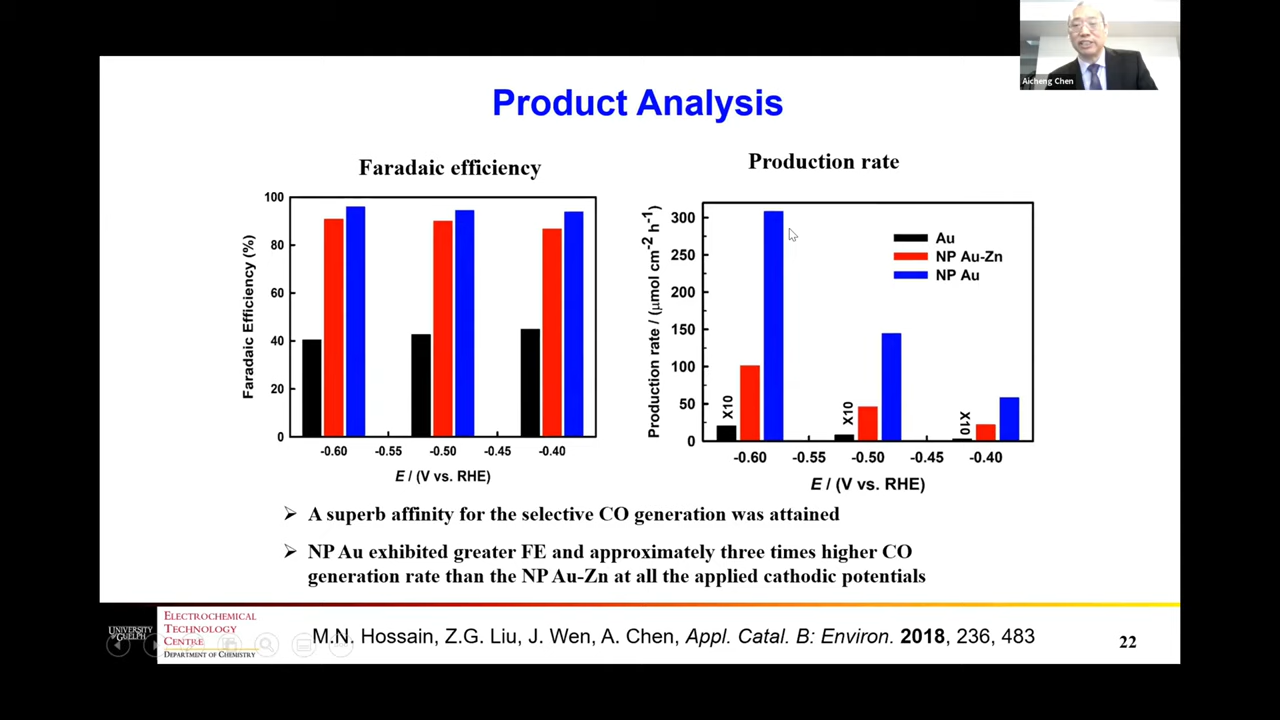 Aicheng Chen
Product Analysis
Faradaic efficiency
100
80
60
40
20
0
Faradaic Efficiency (%)
-0.60 -0.55 -0.50 -0.45 -0.40
E / (V vs. RHE)
Production rate
300
250
200
150
100
50
0
Production rate / (μmol cm⁻² h⁻¹)
Au
NP Au-Zn
NP Au
X10
X10
X10
-0.60 -0.55 -0.50 -0.45 -0.40
E / (V vs. RHE)
➢ A superb affinity for the selective CO generation was attained
➢ NP Au exhibited greater FE and approximately three times higher CO
generation rate than the NP Au-Zn at all the applied cathodic potentials
UNIVERSITY
OF GUELPH
ELECTROCHEMICAL
TECHNOLOGY
CENTRE
DEPARTMENT OF CHEMISTRY
M.N. Hossain, Z.G. Liu, J. Wen, A. Chen, Appl. Catal. B: Environ. 2018, 236, 483
22